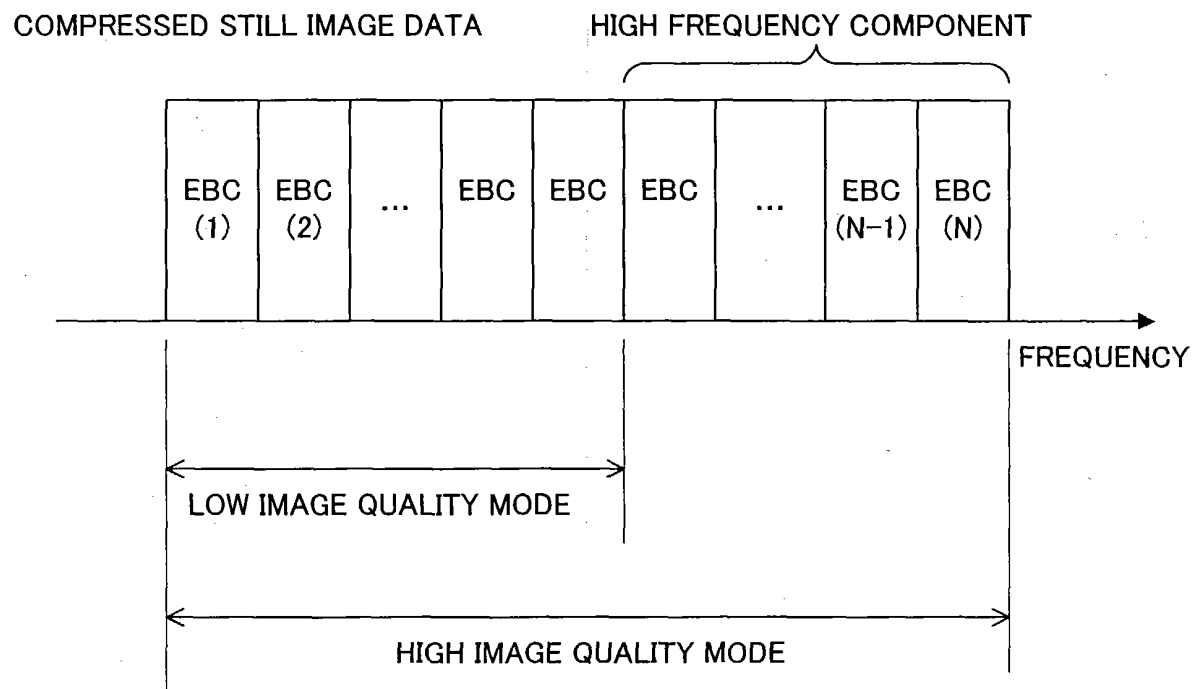 COMPRESSED STILL IMAGE DATA
HIGH FREQUENCY COMPONENT
EBC
(1)
EBC
(2)
...
EBC
EBC
EBC
...
EBC
(N-1)
EBC
(N)
FREQUENCY
LOW IMAGE QUALITY MODE
HIGH IMAGE QUALITY MODE